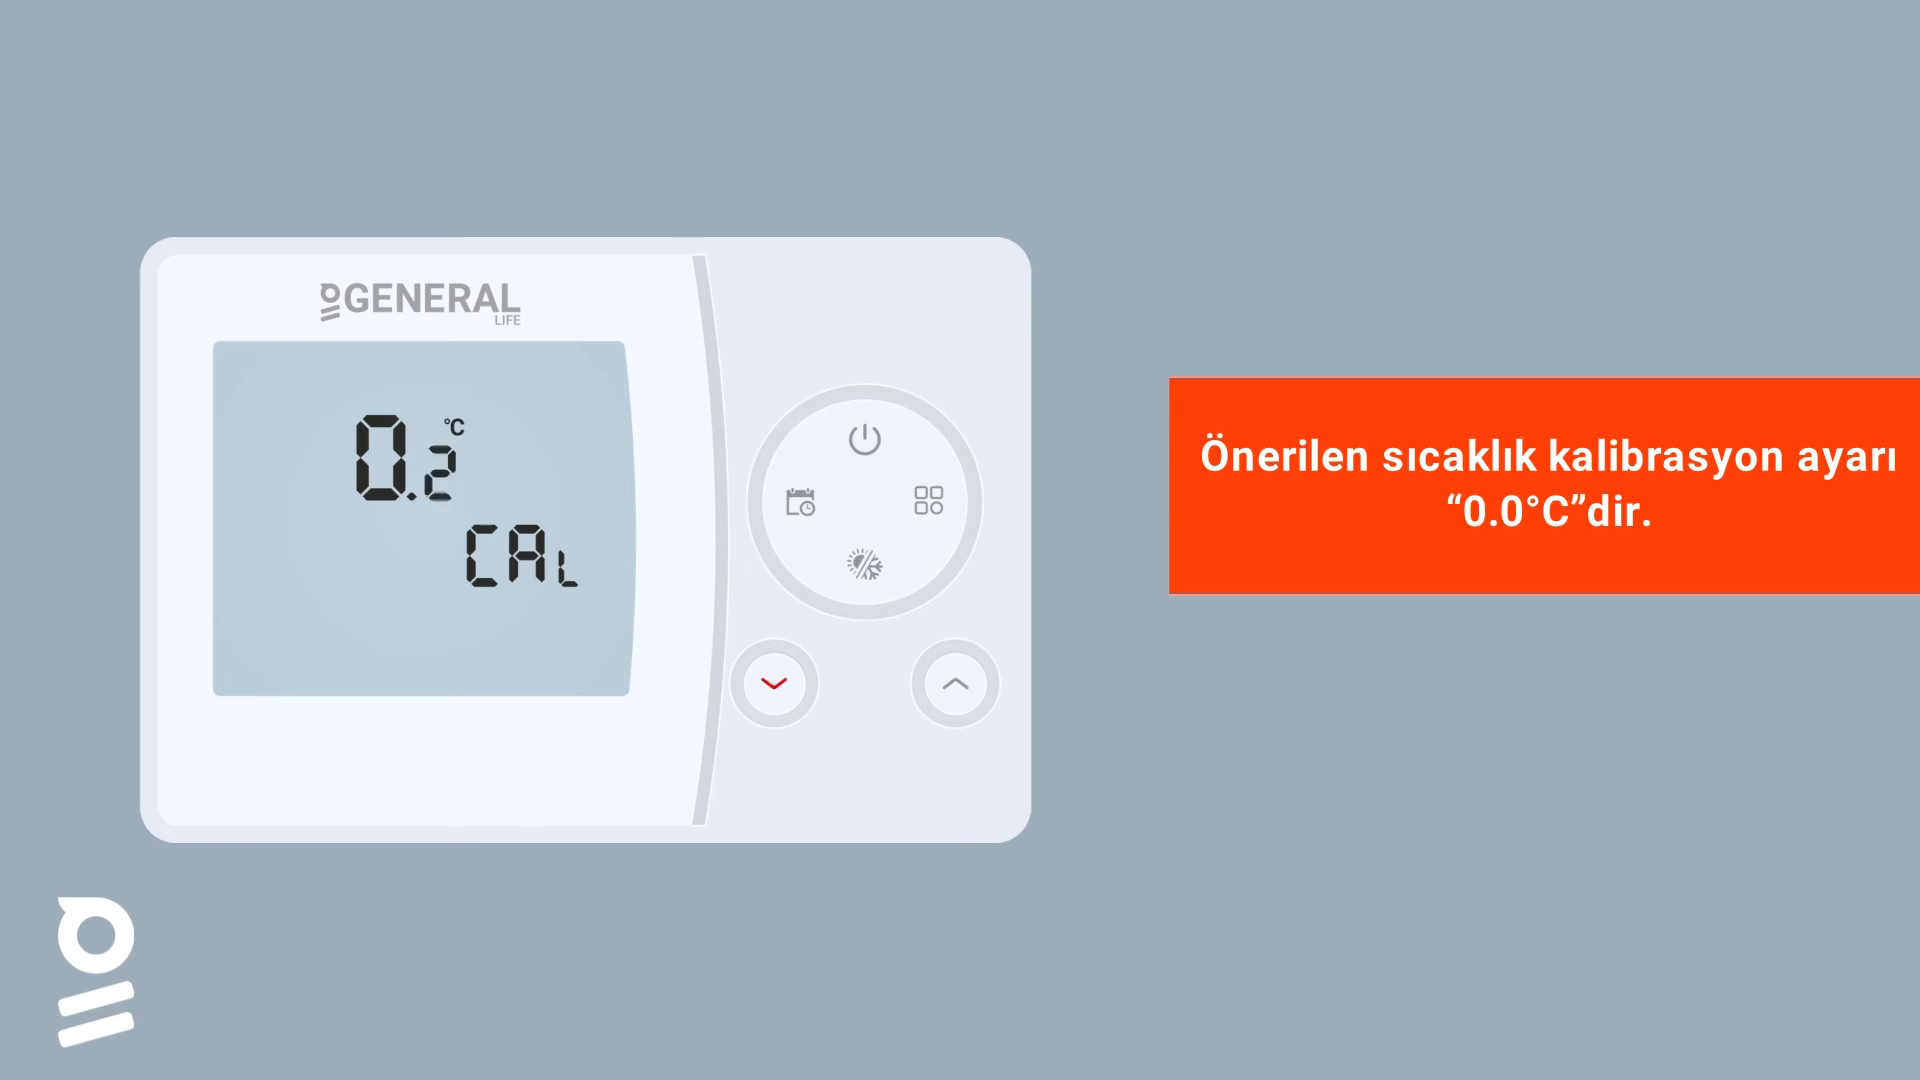 GENERAL
LIFE
0.2 °C
CAL
Önerilen sıcaklık kalibrasyon ayarı
“0.0°C”dir.